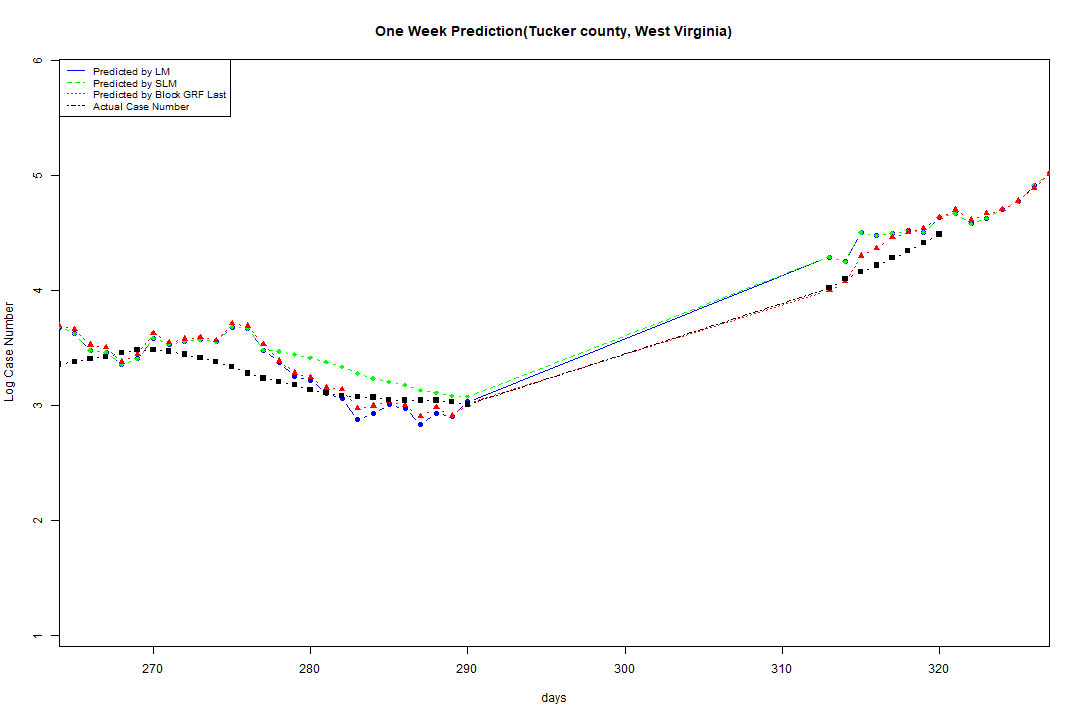 One Week Prediction(Tucker county, West Virginia)
Predicted by LM
Predicted by SLM
Predicted by Block GRF Last
Actual Case Number
6
5
4
3
2
1
Log Case Number
270 280 290 300 310 320
days